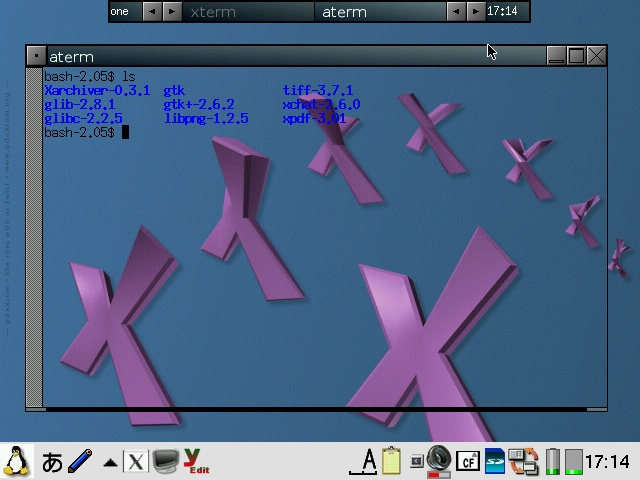 one xterm aterm 17:14
aterm
bash-2.05$ ls
Xarchiver-0.3.1 gtk tiff-3.7.1
glib-2.8.1 gtk+-2.6.2 xchat-2.6.0
glibc-2.2.5 libpng-1.2.5 xpdf-3.01
bash-2.05$
あ X Y Edit A CF 17:14